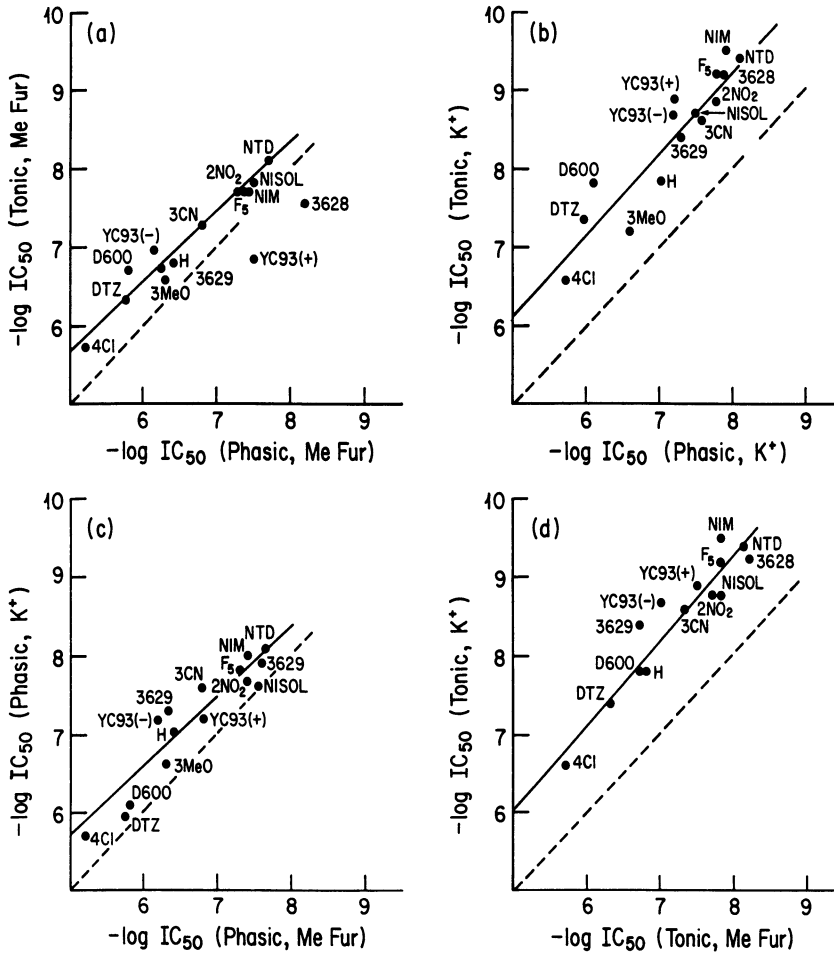 (a)
10
9
8
7
6
−log IC50 (Tonic, Me Fur)
NTD
2NO2
NISOL
NIM
F5
3628
3CN
YC93(−)
YC93(+)
D600
H
3629
DTZ
3MeO
4Cl
6 7 8 9
−log IC50 (Phasic, Me Fur)
(b)
10
9
8
7
6
−log IC50 (Tonic, K+)
NIM
NTD
F5
3628
YC93(+)
2NO2
YC93(−)
NISOL
3CN
3629
D600
H
DTZ
3MeO
4Cl
6 7 8 9
−log IC50 (Phasic, K+)
(c)
10
9
8
7
6
−log IC50 (Phasic, K+)
NTD
NIM
F5
3629
3CN
2NO2
NISOL
3629
YC93(−)
YC93(+)
H
3MeO
D600
DTZ
4Cl
6 7 8 9
−log IC50 (Phasic, Me Fur)
(d)
10
9
8
7
6
−log IC50 (Tonic, K+)
NIM
NTD
F5
3628
YC93(+)
NISOL
YC93(−)
2NO2
3CN
3629
D600
H
DTZ
4Cl
6 7 8 9
−log IC50 (Tonic, Me Fur)